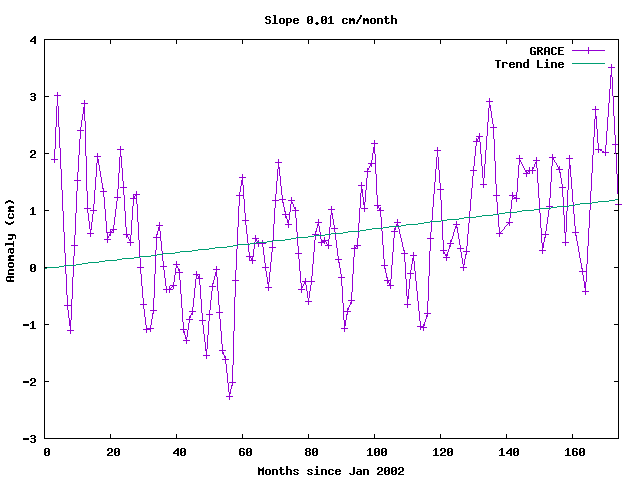 Slope 0.01 cm/month
GRACE
Trend Line
4
3
2
1
0
-1
-2
-3
Anomaly (cm)
0 20 40 60 80 100 120 140 160
Months since Jan 2002